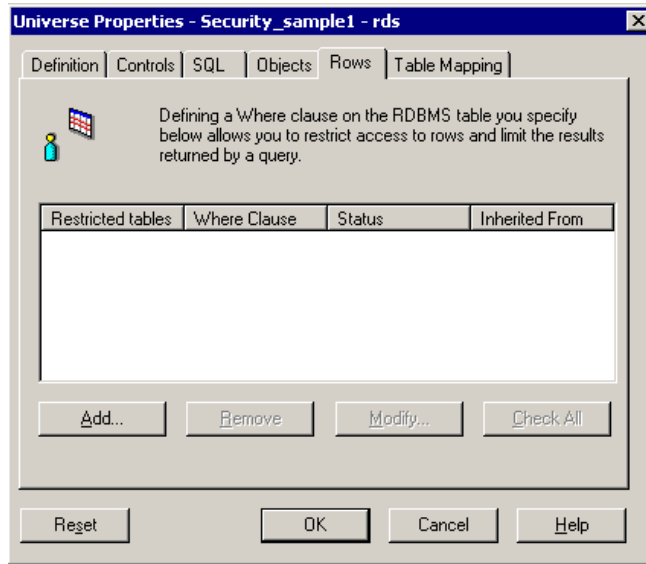 Universe Properties - Security_sample1 - rds
Definition Controls SQL Objects Rows Table Mapping
Defining a Where clause on the RDBMS table you specify
below allows you to restrict access to rows and limit the results
returned by a query.
Restricted tables Where Clause Status Inherited From
Add... Remove Modify... Check All
Reset OK Cancel Help